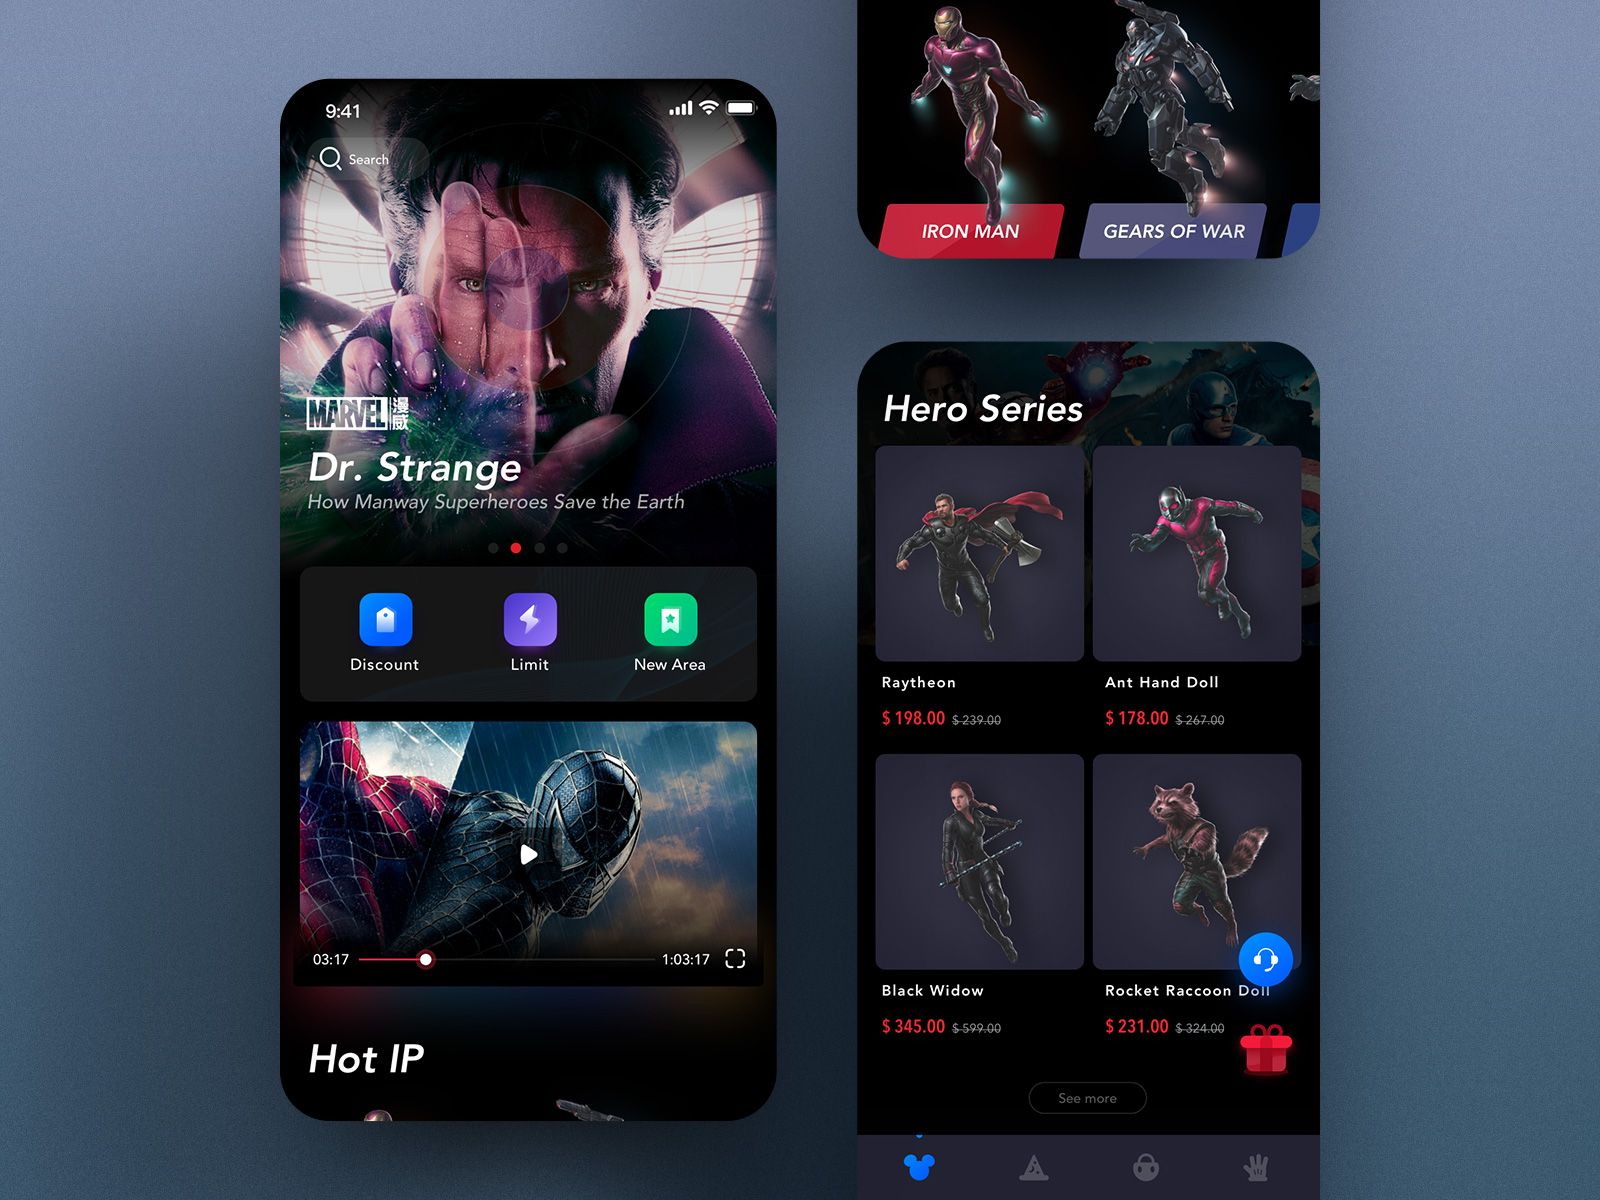 9:41
Search
MARVEL 漫威
Dr. Strange
How Manway Superheroes Save the Earth
Discount
Limit
New Area
03:17
1:03:17
Hot IP
IRON MAN
GEARS OF WAR
Hero Series
Raytheon
$ 198.00 $ 239.00
Ant Hand Doll
$ 178.00 $ 267.00
Black Widow
$ 345.00 $ 599.00
Rocket Raccoon Doll
$ 231.00 $ 324.00
See more